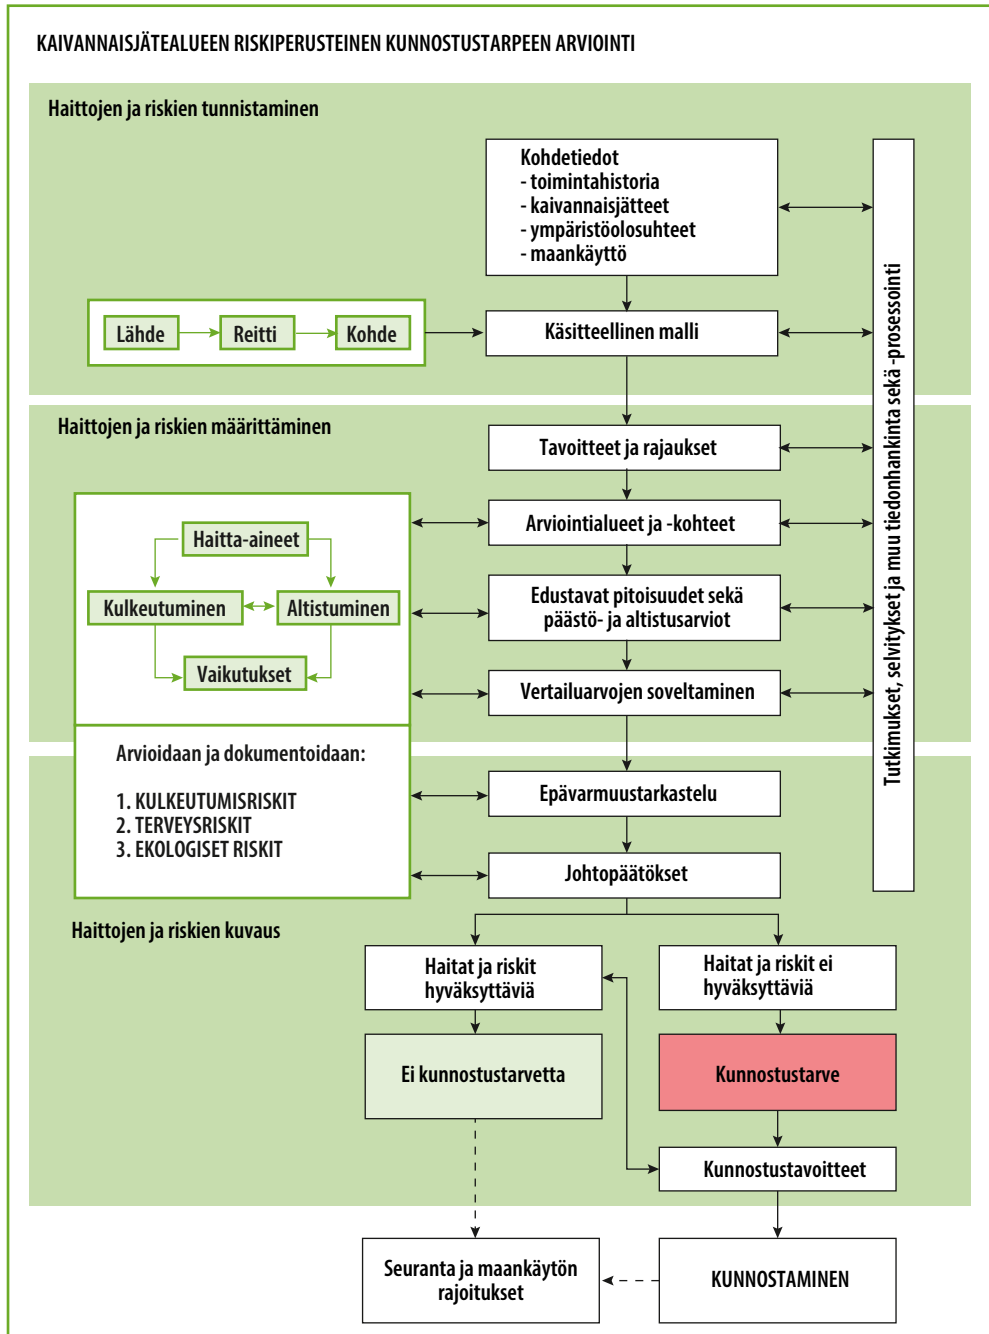 KAIVANNAISJÄTEALUEEN RISKIPERUSTEINEN KUNNOSTUSTARPEEN ARVIOINTI
Haittojen ja riskien tunnistaminen
Kohdetiedot
- toimintahistoria
- kaivannaisjätteet
- ympäristöolosuhteet
- maankäyttö
Lähde
Reitti
Kohde
Käsitteellinen malli
Tutkimukset, selvitykset ja muu tiedonhankinta sekä -prosessointi
Haittojen ja riskien määrittäminen
Tavoitteet ja rajaukset
Arviointialueet ja -kohteet
Haitta-aineet
Kulkeutuminen
Altistuminen
Vaikutukset
Edustavat pitoisuudet sekä
päästö- ja altistusarviot
Vertailuarvojen soveltaminen
Arvioidaan ja dokumentoidaan:
1. KULKEUTUMISRISKIT
2. TERVEYSRISKIT
3. EKOLOGISET RISKIT
Epävarmuustarkastelu
Johtopäätökset
Haittojen ja riskien kuvaus
Haitat ja riskit
hyväksyttäviä
Haitat ja riskit ei
hyväksyttäviä
Ei kunnostustarvetta
Kunnostustarve
Kunnostustavoitteet
Seuranta ja maankäytön
rajoitukset
KUNNOSTAMINEN